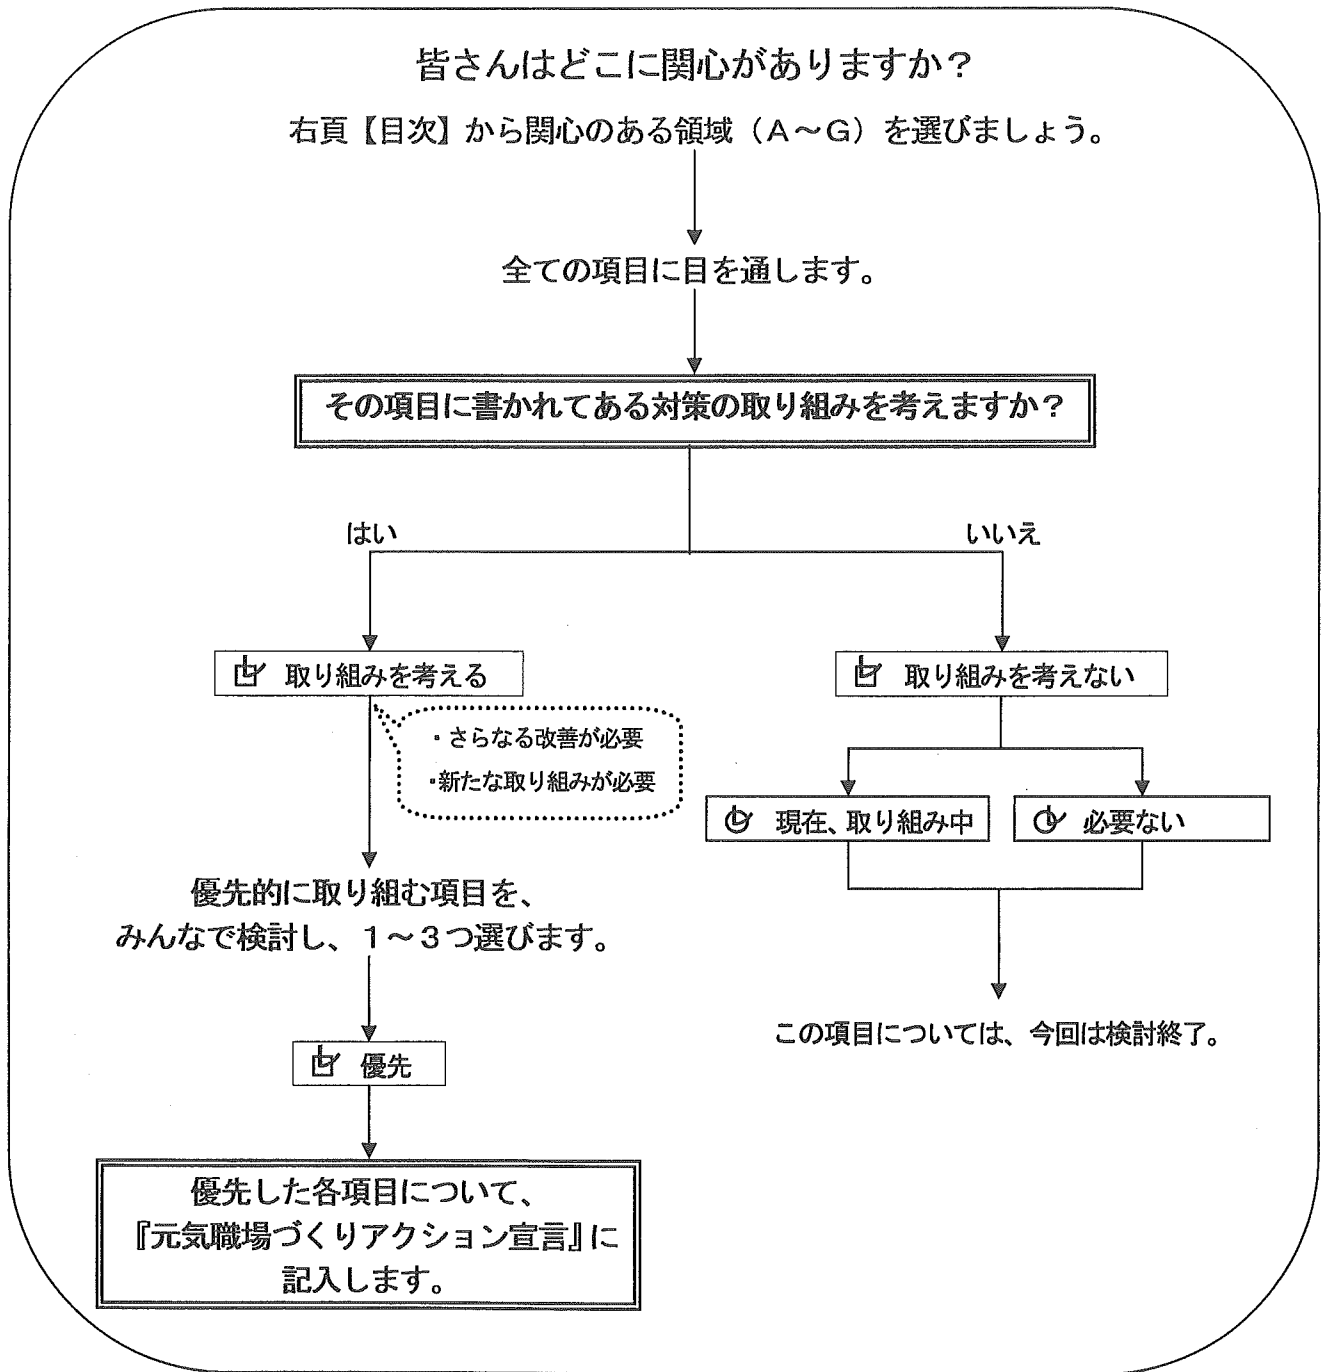 皆さんはどこに関心がありますか？
右頁【目次】から関心のある領域（A～G）を選びましょう。
全ての項目に目を通します。
その項目に書かれてある対策の取り組みを考えますか？
はい
いいえ
取り組みを考える
取り組みを考えない
・さらなる改善が必要
・新たな取り組みが必要
現在、取り組み中
必要ない
優先的に取り組む項目を、
みんなで検討し、１～３つ選びます。
この項目については、今回は検討終了。
優先
優先した各項目について、
『元気職場づくりアクション宣言』に
記入します。